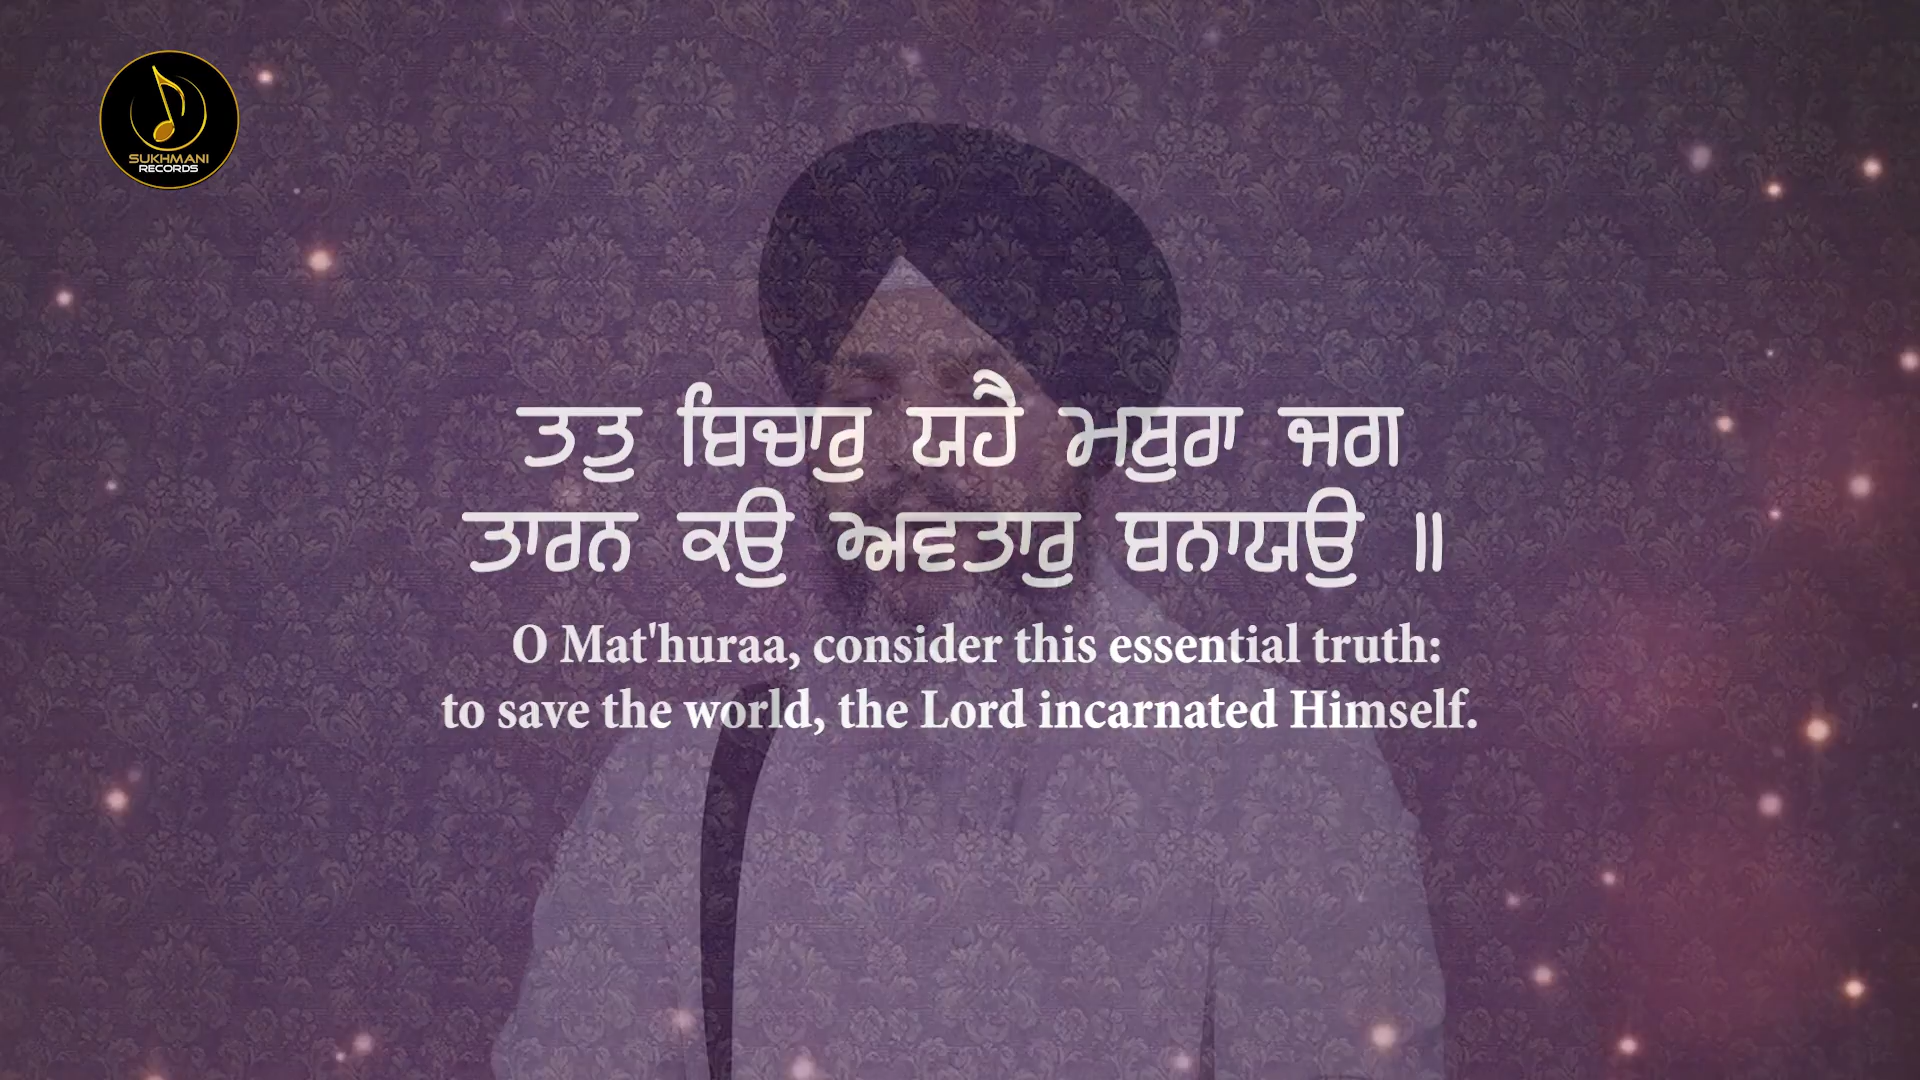 SUKHMANI
RECORDS
ਤਤੁ ਬਿਚਾਰੁ ਯਹੈ ਮਥੁਰਾ ਜਗ
ਤਾਰਨ ਕਉ ਅਵਤਾਰੁ ਬਨਾਯਉ ॥
O Mat'huraa, consider this essential truth:
to save the world, the Lord incarnated Himself.